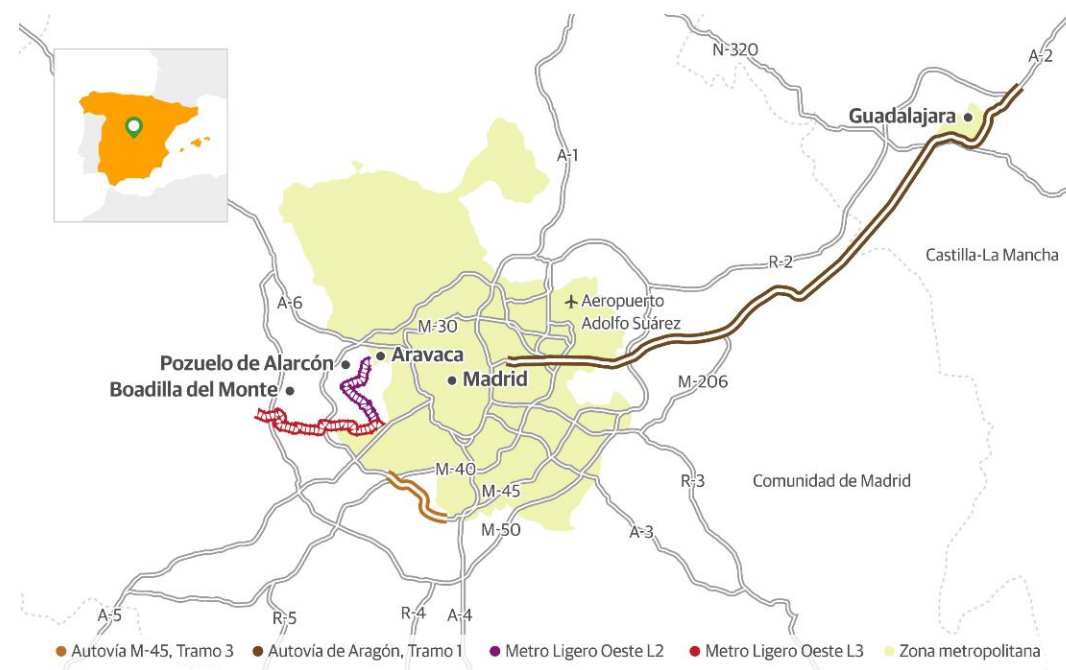 N-320
A-2
Guadalajara
A-1
Castilla-La Mancha
R-2
A-6
Aeropuerto
Adolfo Suárez
M-30
Aravaca
Pozuelo de Alarcón
Madrid
Boadilla del Monte
M-206
M-40
M-45
R-3
Comunidad de Madrid
M-50
A-3
A-5
R-5
R-4
A-4
Autovía M-45, Tramo 3
Autovía de Aragón, Tramo 1
Metro Ligero Oeste L2
Metro Ligero Oeste L3
Zona metropolitana